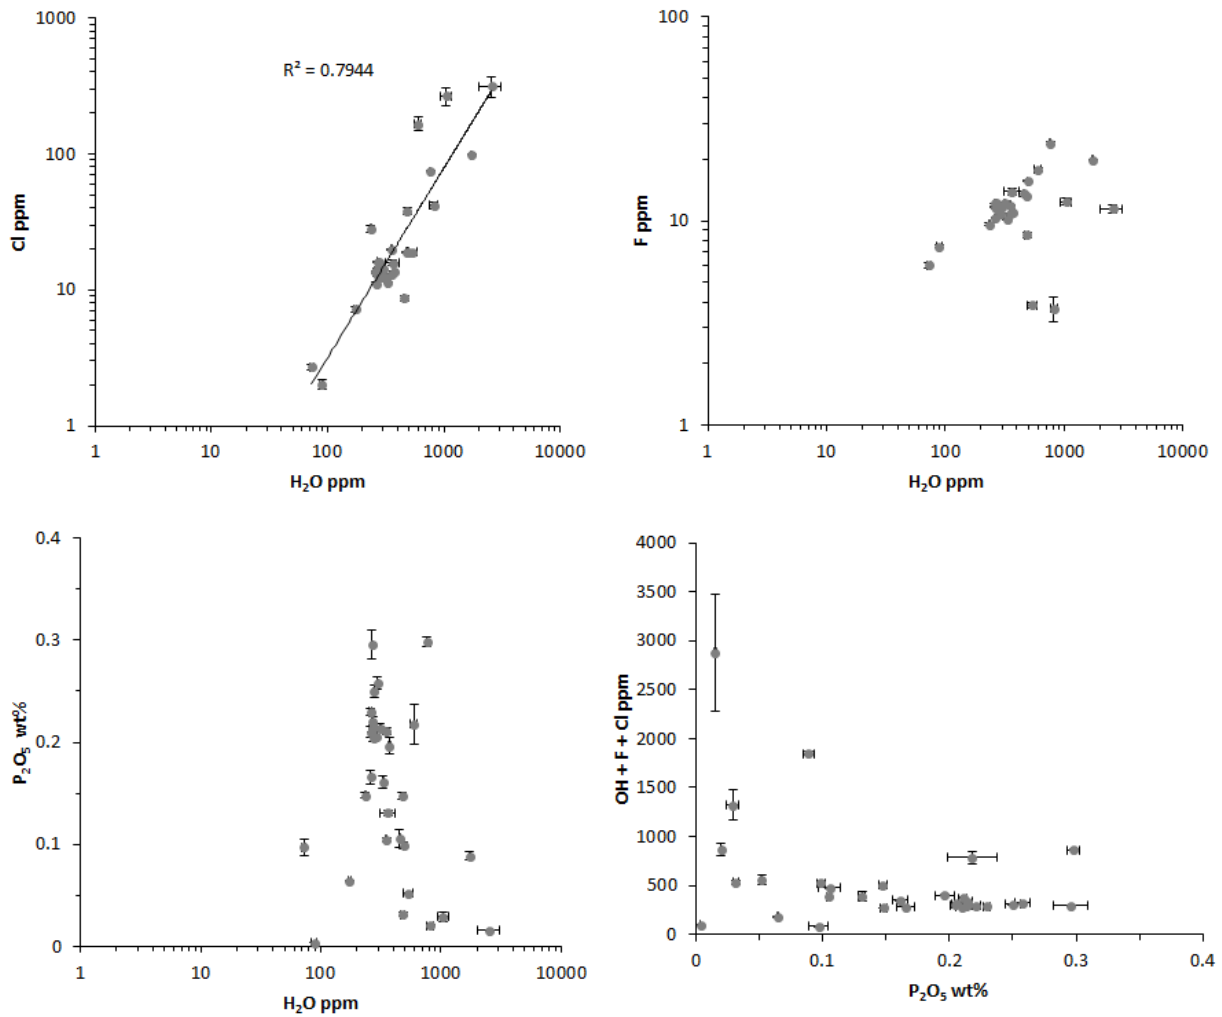 1000
100
10
1
Cl ppm
R² = 0.7944
1 10 100 1000 10000
H₂O ppm
100
10
1
F ppm
1 10 100 1000 10000
H₂O ppm
0.4
0.3
0.2
0.1
0
P₂O₅ wt%
1 10 100 1000 10000
H₂O ppm
4000
3500
3000
2500
2000
1500
1000
500
0
OH + F + Cl ppm
0 0.1 0.2 0.3 0.4
P₂O₅ wt%